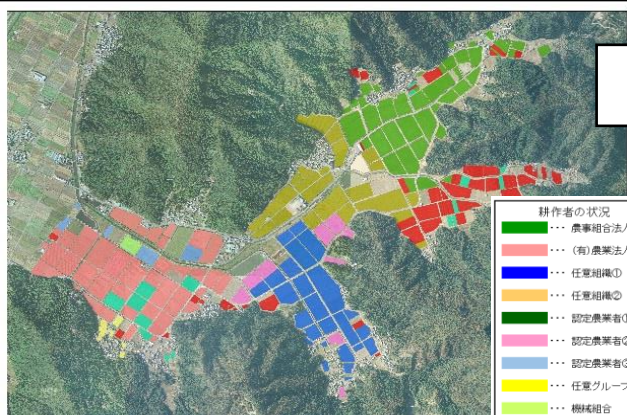 耕作者の状況
･･･ 農事組合法人
･･･ (有)農業法人
･･･ 任意組織①
･･･ 任意組織②
･･･ 認定農業者①
･･･ 認定農業者②
･･･ 認定農業者③
･･･ 任意グループ
･･･ 機械組合